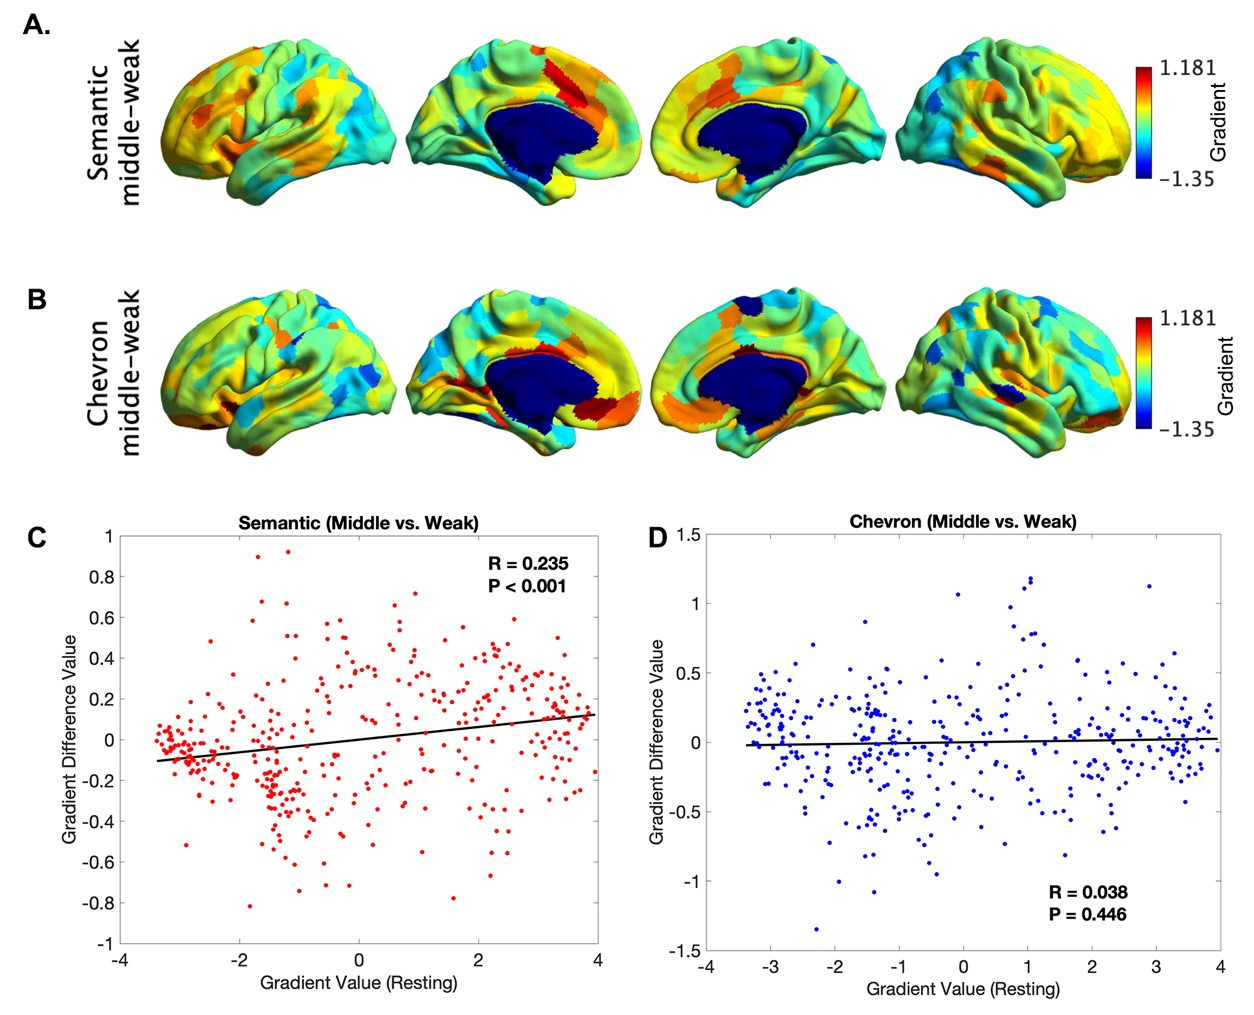 A.
Semantic
middle-weak
1.181
Gradient
-1.35
B
Chevron
middle-weak
1.181
Gradient
-1.35
C
Semantic (Middle vs. Weak)
R = 0.235
P < 0.001
1
0.8
0.6
0.4
0.2
0
-0.2
-0.4
-0.6
-0.8
-1
Gradient Difference Value
-4 -2 0 2 4
Gradient Value (Resting)
D
Chevron (Middle vs. Weak)
1.5
1
0.5
0
-0.5
-1
-1.5
Gradient Difference Value
R = 0.038
P = 0.446
-4 -3 -2 -1 0 1 2 3 4
Gradient Value (Resting)